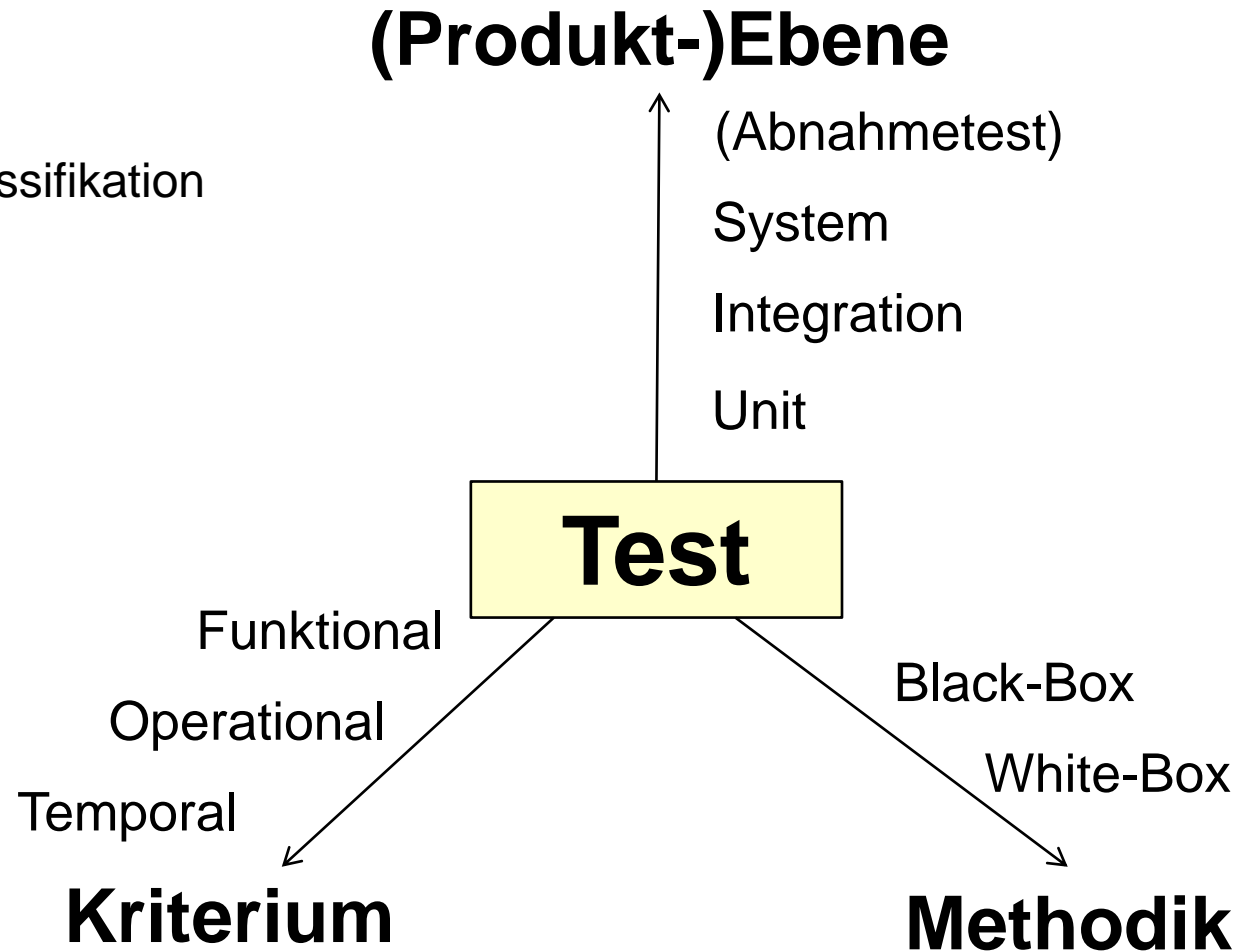 (Produkt-)Ebene
(Abnahmetest)
ssifikation
System
Integration
Unit
Test
Funktional
Black-Box
Operational
White-Box
Temporal
Kriterium
Methodik